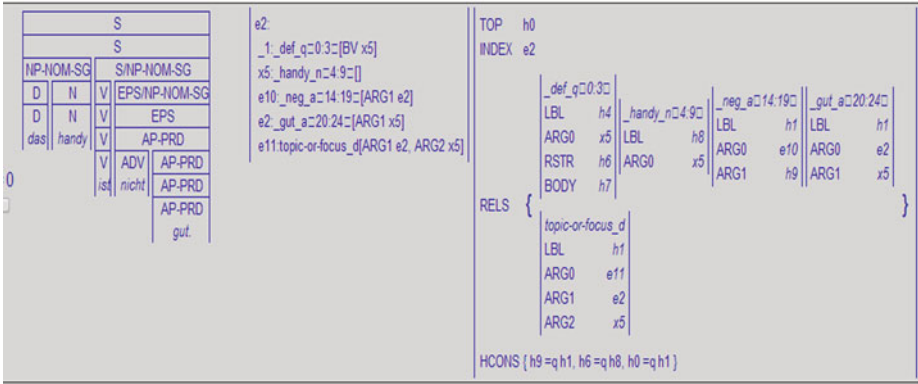 S
S
NP-NOM-SG S/NP-NOM-SG
D N V EPS/NP-NOM-SG
D N V EPS
das handy V AP-PRD
V ADV AP-PRD
ist nicht AP-PRD
AP-PRD
gut.
0
e2:
_1:_def_q□0:3□[BV x5]
x5:_handy_n□4:9□[]
e10:_neg_a□14:19□[ARG1 e2]
e2:_gut_a□20:24□[ARG1 x5]
e11:topic-or-focus_d[ARG1 e2, ARG2 x5]
TOP h0
INDEX e2
RELS {
_def_q□0:3□
LBL h4
ARG0 x5
RSTR h6
BODY h7
_handy_n□4:9□
LBL h8
ARG0 x5
_neg_a□14:19□
LBL h1
ARG0 e10
ARG1 h9
_gut_a□20:24□
LBL h1
ARG0 e2
ARG1 x5
}
topic-or-focus_d
LBL h1
ARG0 e11
ARG1 e2
ARG2 x5
HCONS { h9 =q h1, h6 =q h8, h0 =q h1 }